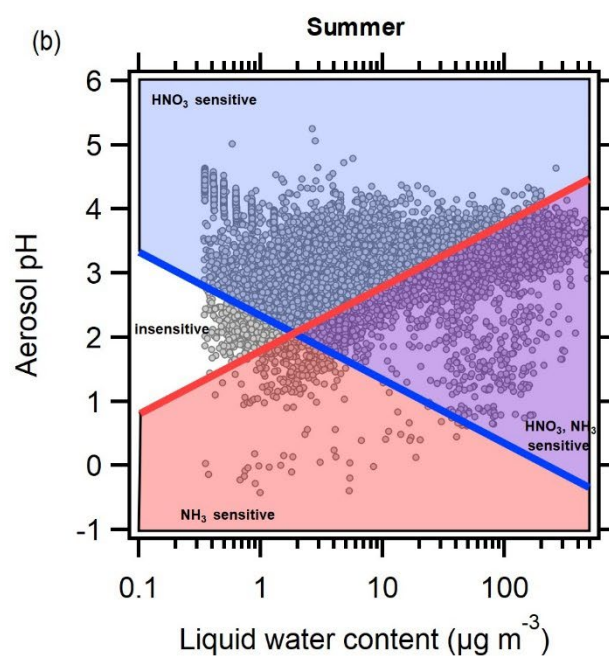 (b)
Summer
6
5
4
3
2
1
0
-1
Aerosol pH
HNO₃ sensitive
insensitive
HNO₃, NH₃
sensitive
NH₃ sensitive
0.1 1 10 100
Liquid water content (µg m⁻³)